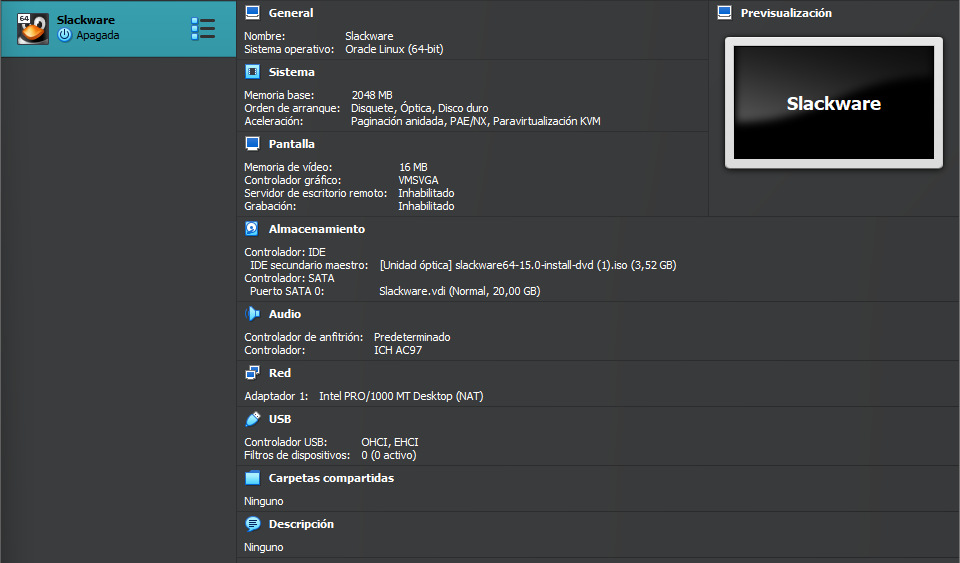 64
Slackware
Apagada
General
Nombre: Slackware
Sistema operativo: Oracle Linux (64-bit)
Sistema
Memoria base: 2048 MB
Orden de arranque: Disquete, Óptica, Disco duro
Aceleración: Paginación anidada, PAE/NX, Paravirtualización KVM
Pantalla
Memoria de vídeo: 16 MB
Controlador gráfico: VMSVGA
Servidor de escritorio remoto: Inhabilitado
Grabación: Inhabilitado
Previsualización
Slackware
Almacenamiento
Controlador: IDE
IDE secundario maestro: [Unidad óptica] slackware64-15.0-install-dvd (1).iso (3,52 GB)
Controlador: SATA
Puerto SATA 0: Slackware.vdi (Normal, 20,00 GB)
Audio
Controlador de anfitrión: Predeterminado
Controlador: ICH AC97
Red
Adaptador 1: Intel PRO/1000 MT Desktop (NAT)
USB
Controlador USB: OHCI, EHCI
Filtros de dispositivos: 0 (0 activo)
Carpetas compartidas
Ninguno
Descripción
Ninguno